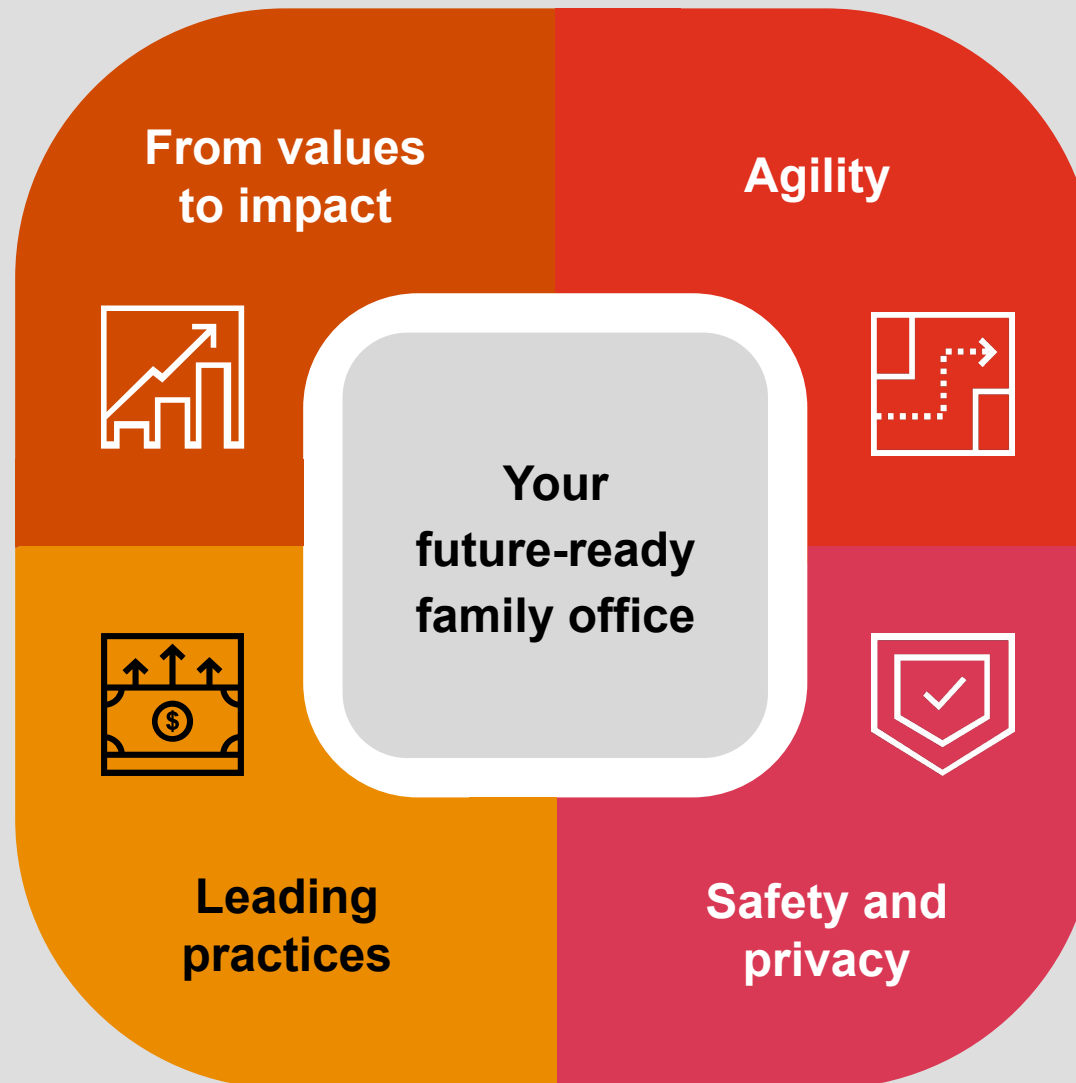 From values
to impact
Agility
Your
future-ready
family office
$
Leading
practices
Safety and
privacy